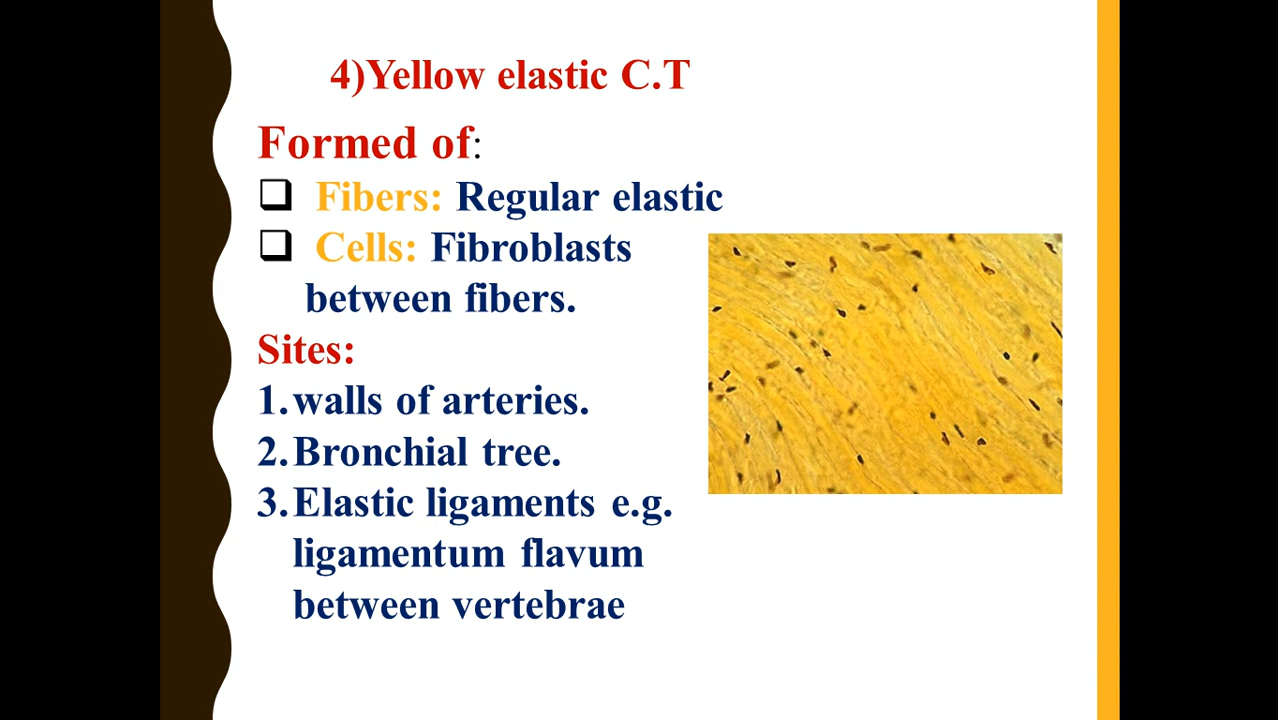 4)Yellow elastic C.T
Formed of:
❑ Fibers: Regular elastic
❑ Cells: Fibroblasts
between fibers.
Sites:
1.walls of arteries.
2.Bronchial tree.
3.Elastic ligaments e.g.
ligamentum flavum
between vertebrae